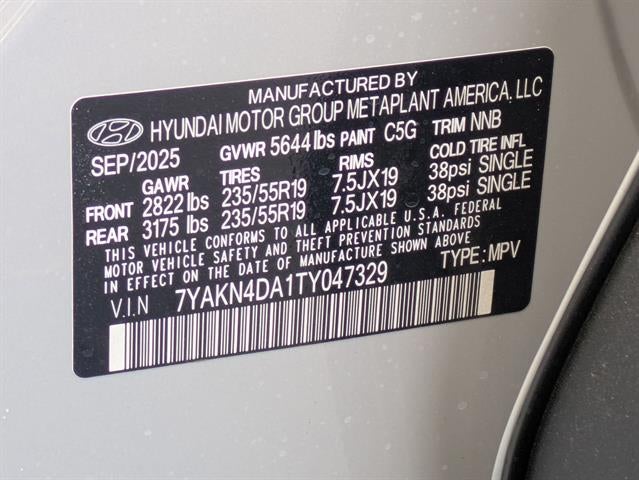 MANUFACTURED BY
HYUNDAI MOTOR GROUP METAPLANT AMERICA, LLC
SEP/2025 GVWR 5644 lbs PAINT C5G TRIM NNB
GAWR TIRES RIMS COLD TIRE INFL
FRONT 2822 lbs 235/55R19 7.5JX19 38psi SINGLE
REAR 3175 lbs 235/55R19 7.5JX19 38psi SINGLE
THIS VEHICLE CONFORMS TO ALL APPLICABLE U.S.A. FEDERAL
MOTOR VEHICLE SAFETY AND THEFT PREVENTION STANDARDS
IN EFFECT ON THE DATE OF MANUFACTURE SHOWN ABOVE.
V.I.N 7YAKN4DA1TY047329 TYPE: MPV